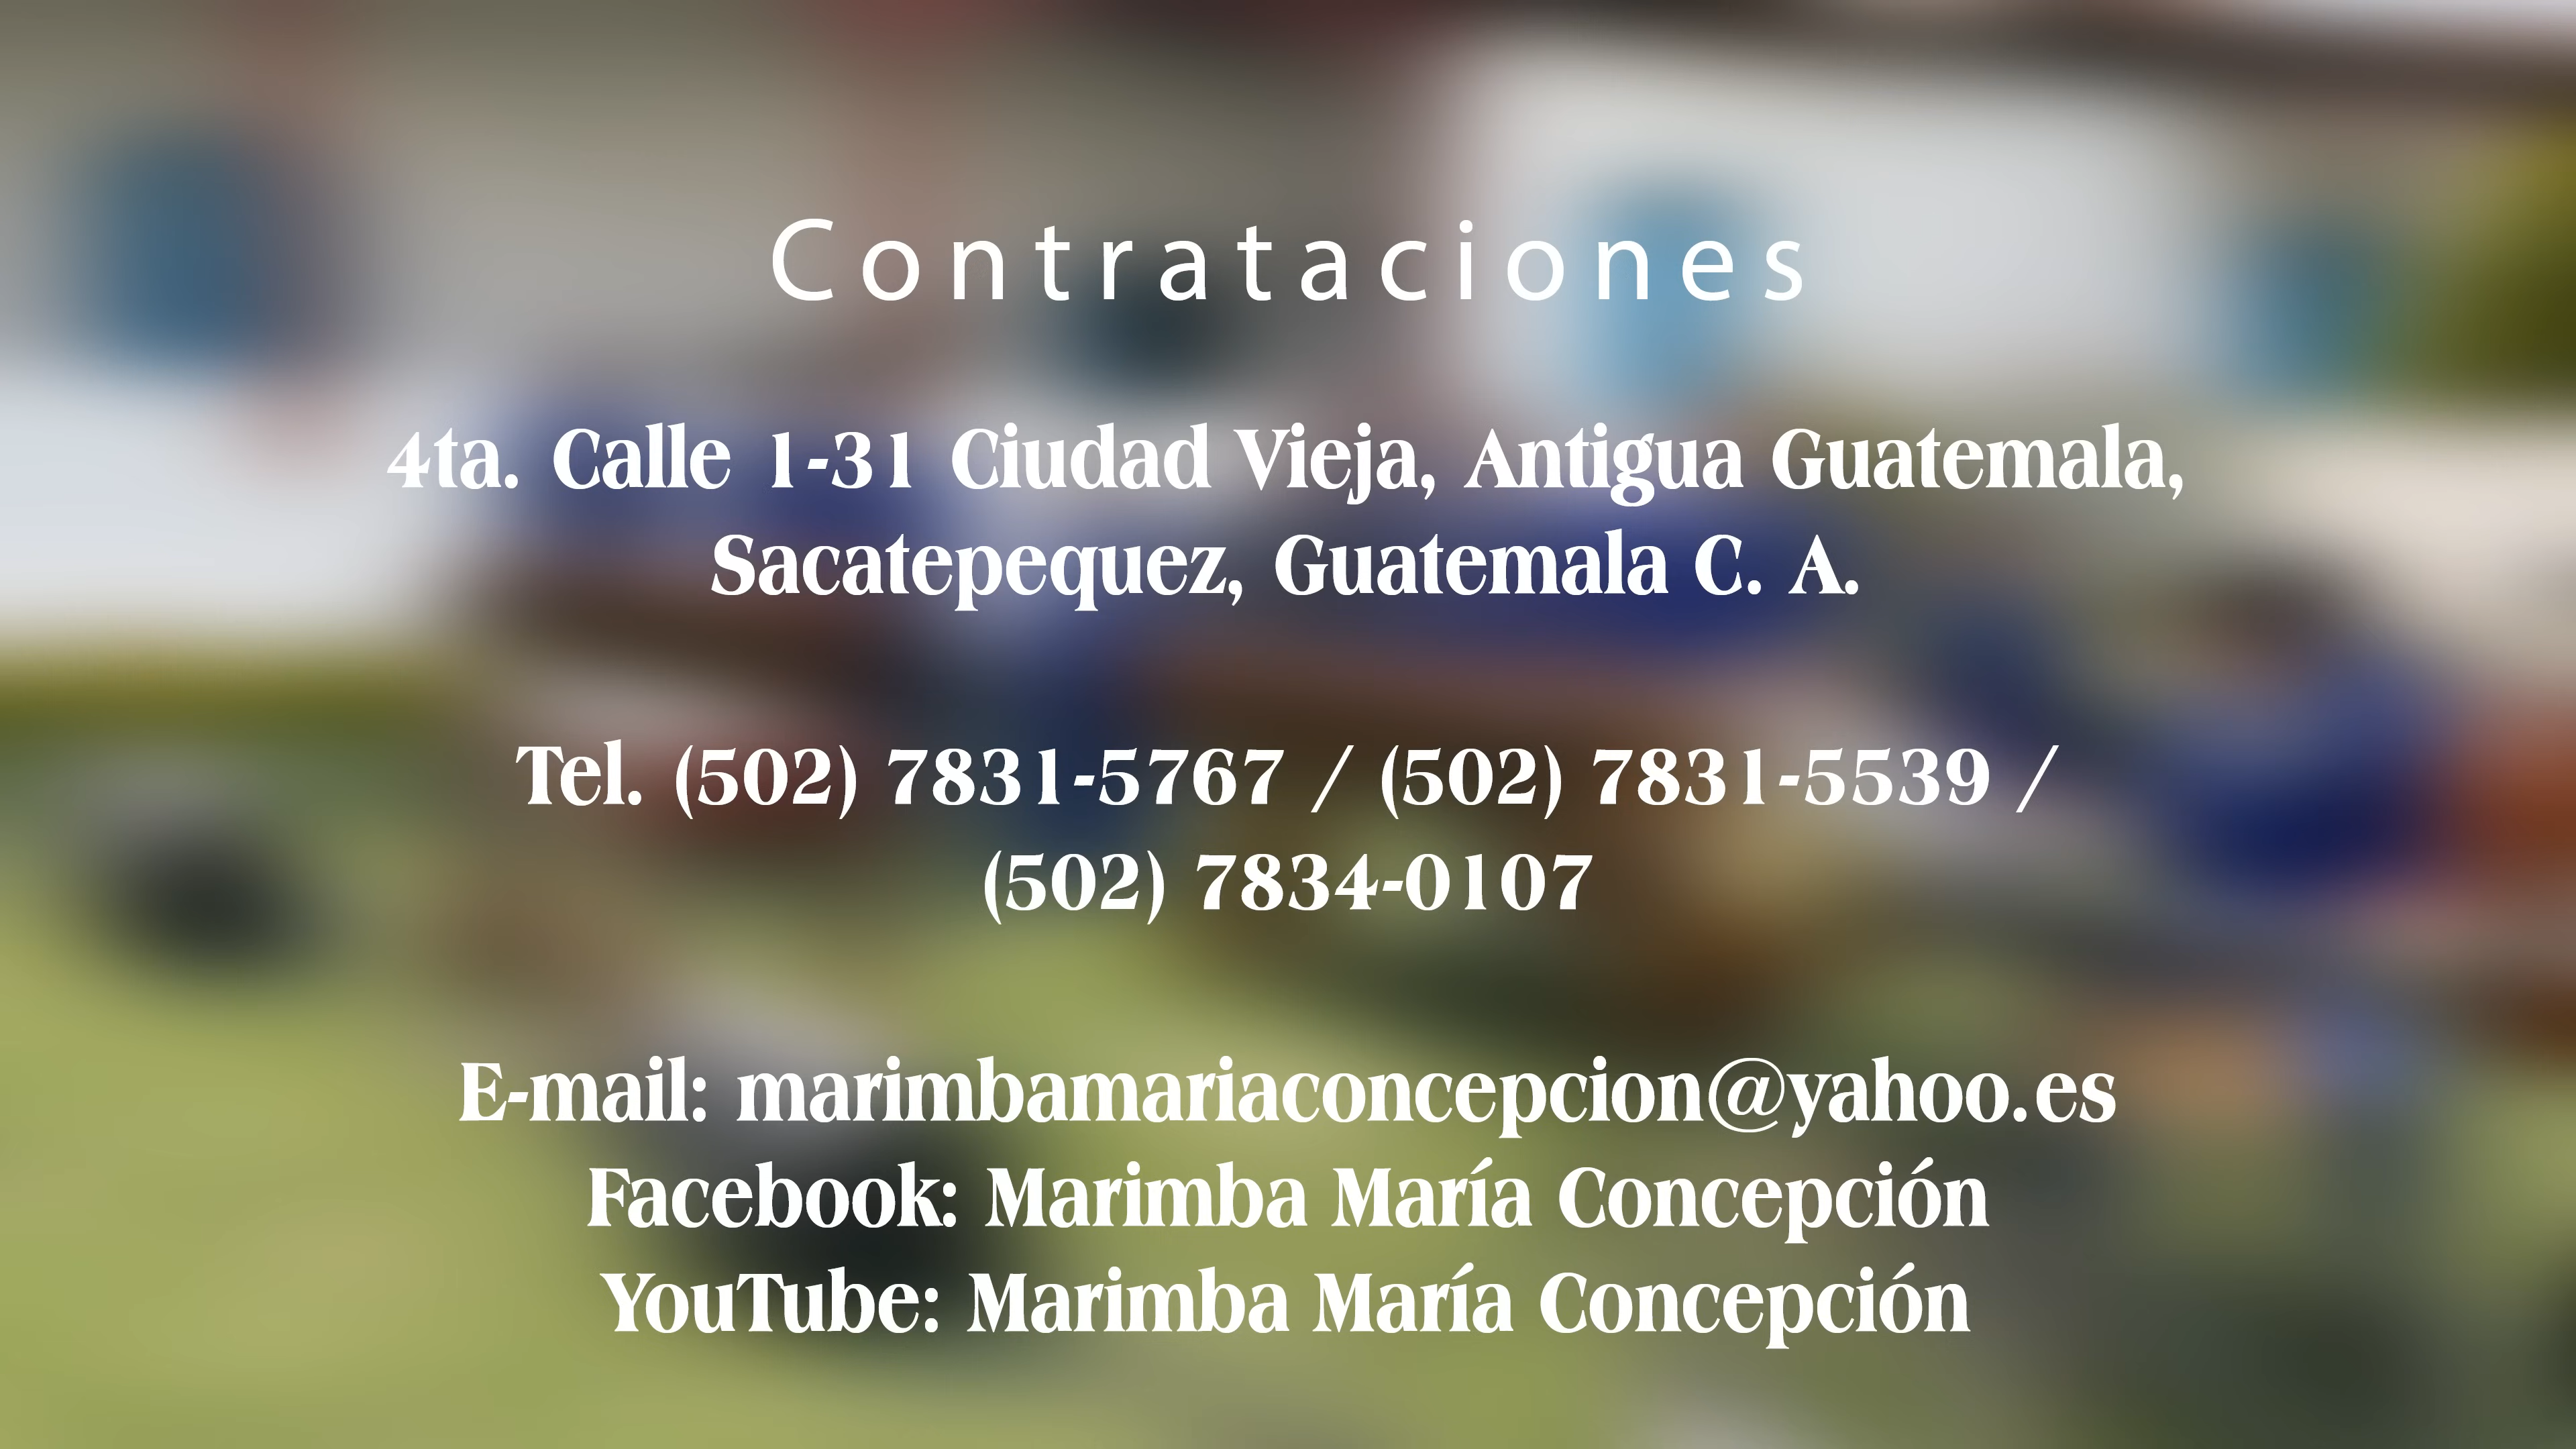 Contrataciones
4ta. Calle 1-31 Ciudad Vieja, Antigua Guatemala,
Sacatepequez, Guatemala C. A.
Tel. (502) 7831-5767 / (502) 7831-5539 /
(502) 7834-0107
E-mail: marimbamariaconcepcion@yahoo.es
Facebook: Marimba María Concepción
YouTube: Marimba María Concepción